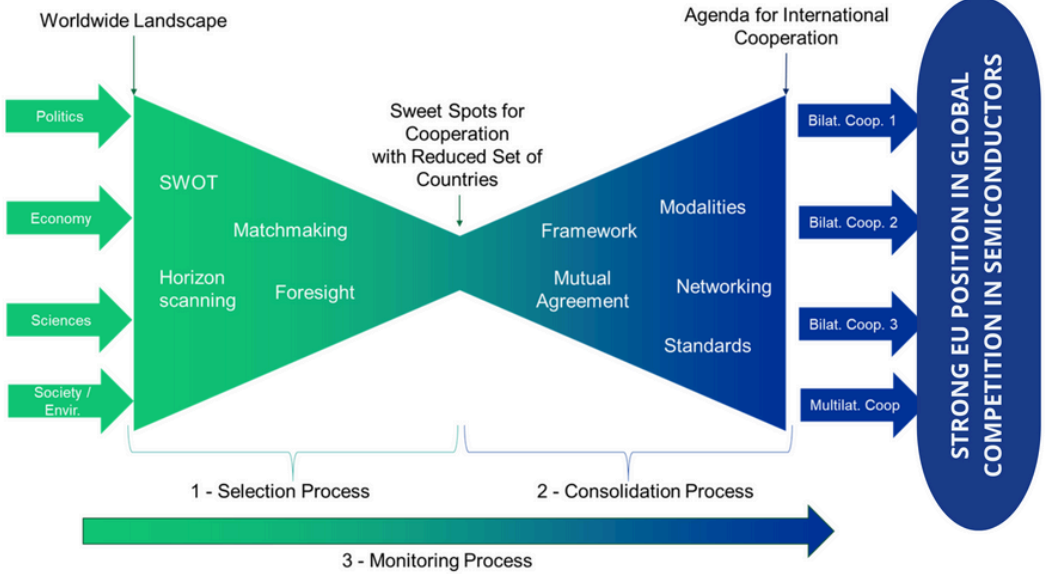 Worldwide Landscape
Agenda for International
Cooperation
Politics
Economy
Sciences
Society /
Envir.
SWOT
Matchmaking
Horizon
scanning
Foresight
Sweet Spots for
Cooperation
with Reduced Set of
Countries
Framework
Modalities
Mutual
Agreement
Networking
Standards
Bilat. Coop. 1
Bilat. Coop. 2
Bilat. Coop. 3
Multilat. Coop
STRONG EU POSITION IN GLOBAL
COMPETITION IN SEMICONDUCTORS
1 - Selection Process
2 - Consolidation Process
3 - Monitoring Process